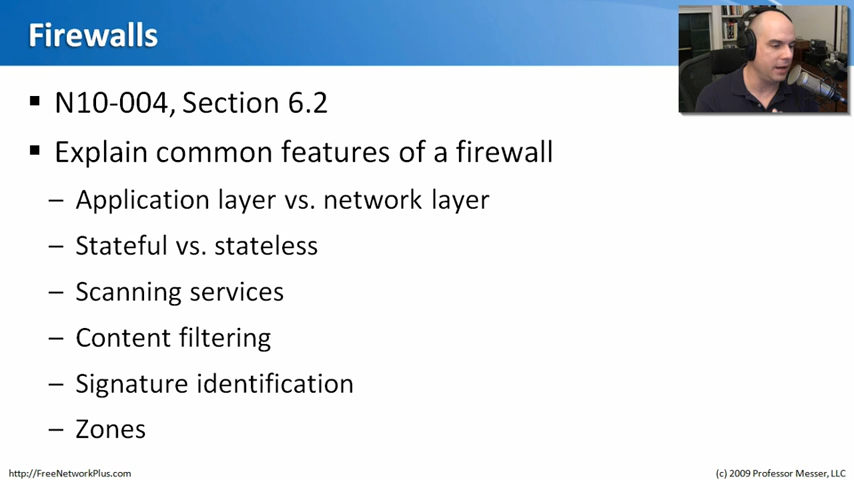 Firewalls
▪ N10-004, Section 6.2
▪ Explain common features of a firewall
– Application layer vs. network layer
– Stateful vs. stateless
– Scanning services
– Content filtering
– Signature identification
– Zones
http://FreeNetworkPlus.com
(c) 2009 Professor Messer, LLC